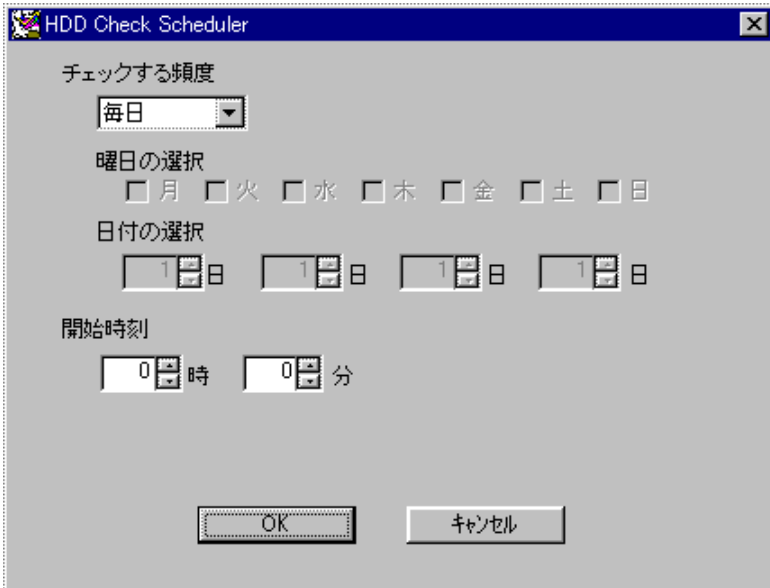 HDD Check Scheduler
チェックする頻度
毎日
曜日の選択
月 火 水 木 金 土 日
日付の選択
1 日 1 日 1 日 1 日
開始時刻
0 時 0 分
OK キャンセル